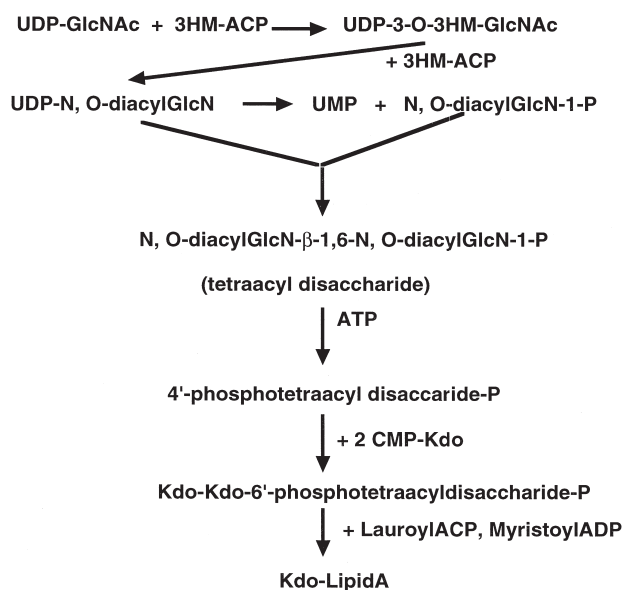 UDP-GlcNAc + 3HM-ACP UDP-3-O-3HM-GlcNAc
+ 3HM-ACP
UDP-N, O-diacylGlcN UMP + N, O-diacylGlcN-1-P
N, O-diacylGlcN-β-1,6-N, O-diacylGlcN-1-P
(tetraacyl disaccharide)
ATP
4'-phosphotetraacyl disaccaride-P
+ 2 CMP-Kdo
Kdo-Kdo-6'-phosphotetraacyldisaccharide-P
+ LauroylACP, MyristoylADP
Kdo-LipidA